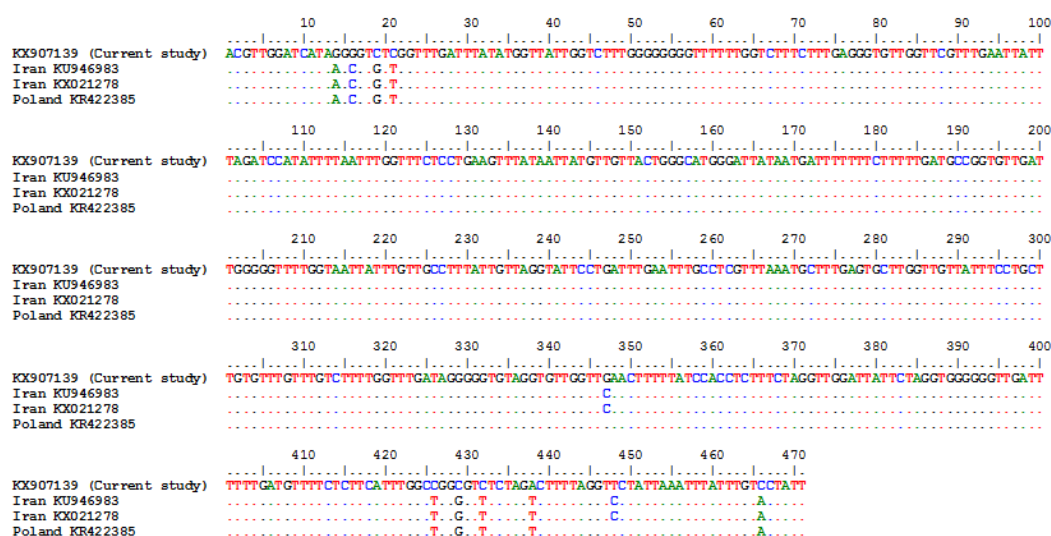 10 20 30 40 50 60 70 80 90 100
....|....|....|....|....|....|....|....|....|....|....|....|....|....|....|....|....|....|....|....|
KX907139 (Current study) ACGTTGGATCATAGGGGTCTCGGTTTGATTTATATGGTTATTGGTCTTTGGGGGGGGTTTTTTGGTCTTTCTTTGAGGGTGTTGGTTCGTTTGAATTATT
Iran KU946983 .............A.C..G.T...............................................................................
Iran KX021278 .............A.C..G.T...............................................................................
Poland KR422385 .............A.C..G.T...............................................................................
110 120 130 140 150 160 170 180 190 200
....|....|....|....|....|....|....|....|....|....|....|....|....|....|....|....|....|....|....|....|
KX907139 (Current study) TAGATCCATATTTTAATTTGGTTTCTCCTGAAGTTTATAATTATGTTGTTACTGGGCATGGGATTATAATGATTTTTTTCTTTTTGATGCCGGTGTTGAT
Iran KU946983 ....................................................................................................
Iran KX021278 ....................................................................................................
Poland KR422385 ....................................................................................................
210 220 230 240 250 260 270 280 290 300
....|....|....|....|....|....|....|....|....|....|....|....|....|....|....|....|....|....|....|....|
KX907139 (Current study) TGGGGGTTTTGGTAATTATTTGTTGCCTTTATTGTTAGGTATTCCTGATTTGAATTTGCCTCGTTTAAATGCTTTGAGTGCTTGGTTGTTATTTCCTGCT
Iran KU946983 ....................................................................................................
Iran KX021278 ....................................................................................................
Poland KR422385 ....................................................................................................
310 320 330 340 350 360 370 380 390 400
....|....|....|....|....|....|....|....|....|....|....|....|....|....|....|....|....|....|....|....|
KX907139 (Current study) TGTGTTTGTTTGTCTTTTGGTTTGATAGGGGGTGTAGGTGTTGGTTGAACTTTTTATCCACCTCTTTCTAGGTTGGATTATTCTAGGTGGGGGGTTGATT
Iran KU946983 ..............................................C.....................................................
Iran KX021278 ..............................................C.....................................................
Poland KR422385 ....................................................................................................
410 420 430 440 450 460 470
....|....|....|....|....|....|....|....|....|....|....|....|....|....|.
KX907139 (Current study) TTTTGATGTTTTCTCTTCATTTGGCCGGCGTCTCTAGACTTTTAGGTTCTATTAAATTTATTTGTCCTATT
Iran KU946983 .........................T..G..T.....T.........C.................A.....
Iran KX021278 .........................T..G..T.....T.........C.................A.....
Poland KR422385 .........................T..G..T.....T...........................A.....